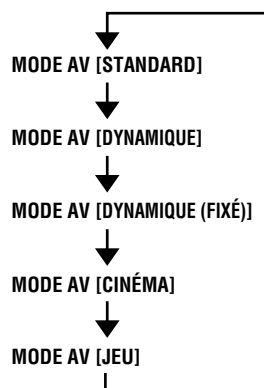 MODE AV [STANDARD]
MODE AV [DYNAMIQUE]
MODE AV [DYNAMIQUE (FIXÉ)]
MODE AV [CINÉMA]
MODE AV [JEU]